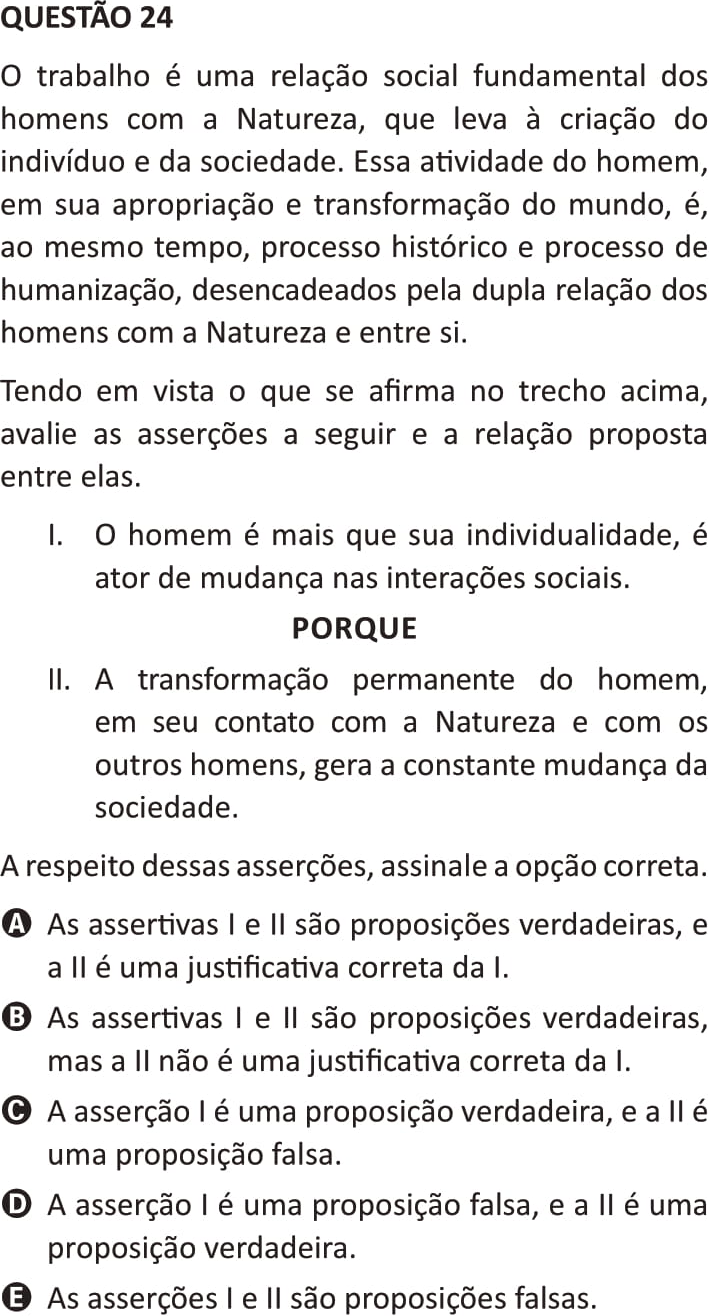 QUESTÃO 24
O trabalho é uma relação social fundamental dos
homens com a Natureza, que leva à criação do
indivíduo e da sociedade. Essa atividade do homem,
em sua apropriação e transformação do mundo, é,
ao mesmo tempo, processo histórico e processo de
humanização, desencadeados pela dupla relação dos
homens com a Natureza e entre si.
Tendo em vista o que se afirma no trecho acima,
avalie as asserções a seguir e a relação proposta
entre elas.
I. O homem é mais que sua individualidade, é
ator de mudança nas interações sociais.
PORQUE
II. A transformação permanente do homem,
em seu contato com a Natureza e com os
outros homens, gera a constante mudança da
sociedade.
A respeito dessas asserções, assinale a opção correta.
A As assertivas I e II são proposições verdadeiras, e
a II é uma justificativa correta da I.
B As assertivas I e II são proposições verdadeiras,
mas a II não é uma justificativa correta da I.
C A asserção I é uma proposição verdadeira, e a II é
uma proposição falsa.
D A asserção I é uma proposição falsa, e a II é uma
proposição verdadeira.
E As asserções I e II são proposições falsas.